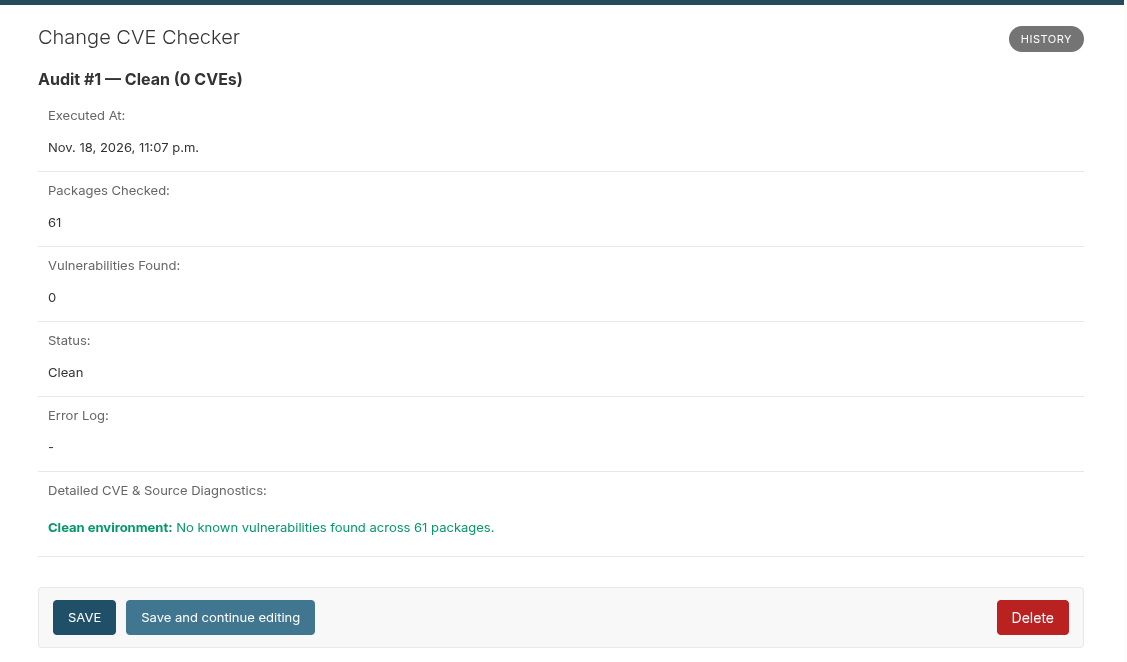 Change CVE Checker
HISTORY
Audit #1 — Clean (0 CVEs)
Executed At:
Nov. 18, 2026, 11:07 p.m.
Packages Checked:
61
Vulnerabilities Found:
0
Status:
Clean
Error Log:
-
Detailed CVE & Source Diagnostics:
Clean environment: No known vulnerabilities found across 61 packages.
SAVE
Save and continue editing
Delete